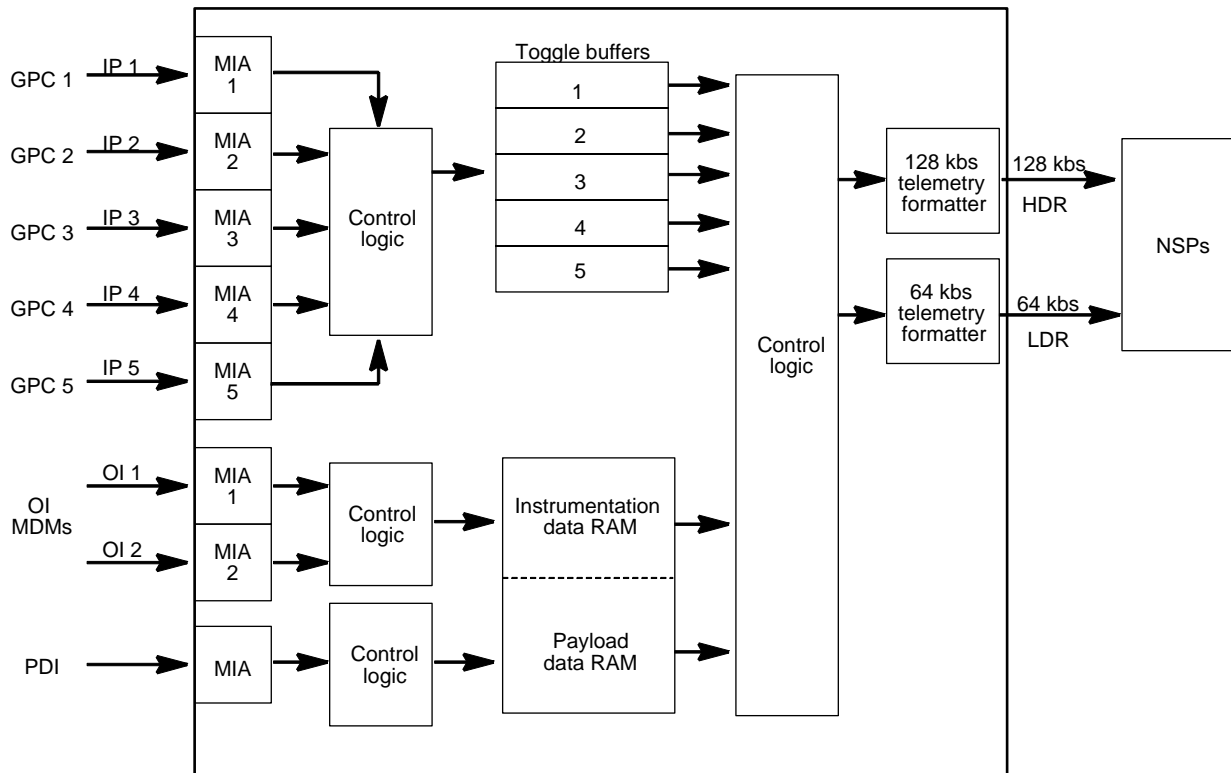 GPC 1
IP 1
MIA
1
GPC 2
IP 2
MIA
2
GPC 3
IP 3
MIA
3
GPC 4
IP 4
MIA
4
GPC 5
IP 5
MIA
5
Control
logic
Toggle buffers
1
2
3
4
5
OI
MDMs
OI 1
OI 2
MIA
1
MIA
2
Control
logic
Instrumentation
data RAM
PDI
MIA
Control
logic
Payload
data RAM
Control
logic
128 kbs
telemetry
formatter
128 kbs
HDR
64 kbs
telemetry
formatter
64 kbs
LDR
NSPs